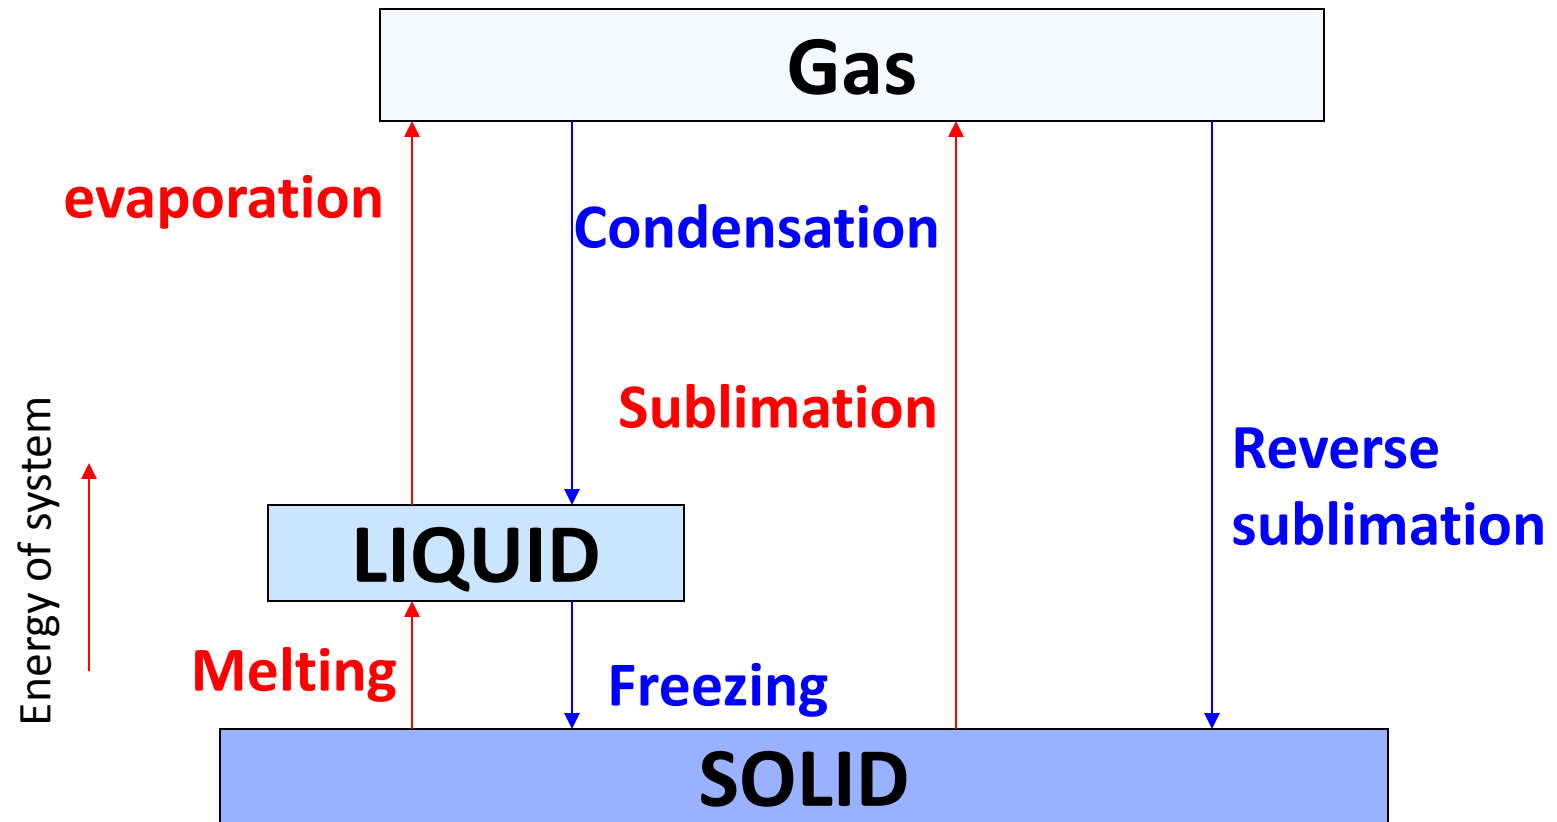 Gas
evaporation
Condensation
Sublimation
Reverse
sublimation
Energy of system
LIQUID
Melting
Freezing
SOLID